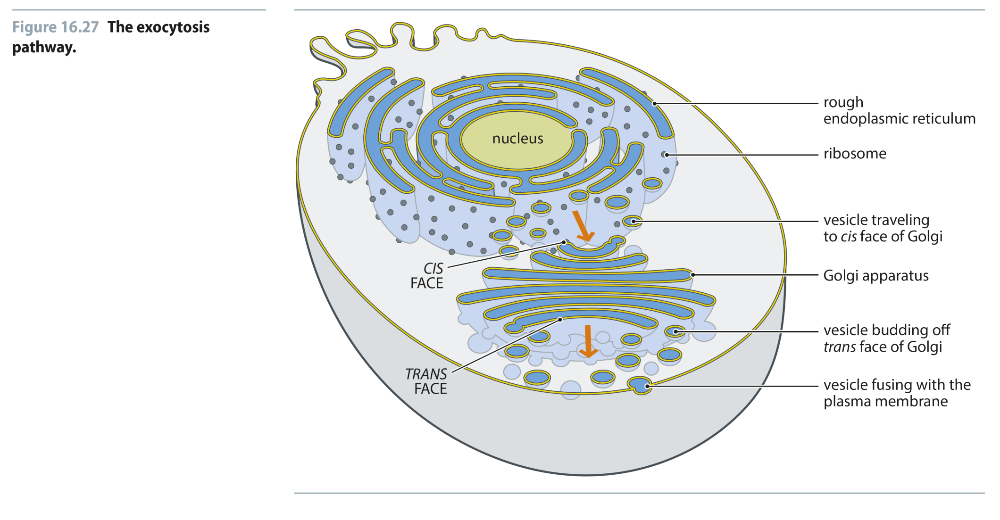 Figure 16.27 The exocytosis
pathway.
nucleus
rough
endoplasmic reticulum
ribosome
vesicle traveling
to cis face of Golgi
CIS
FACE
Golgi apparatus
vesicle budding off
trans face of Golgi
TRANS
FACE
vesicle fusing with the
plasma membrane